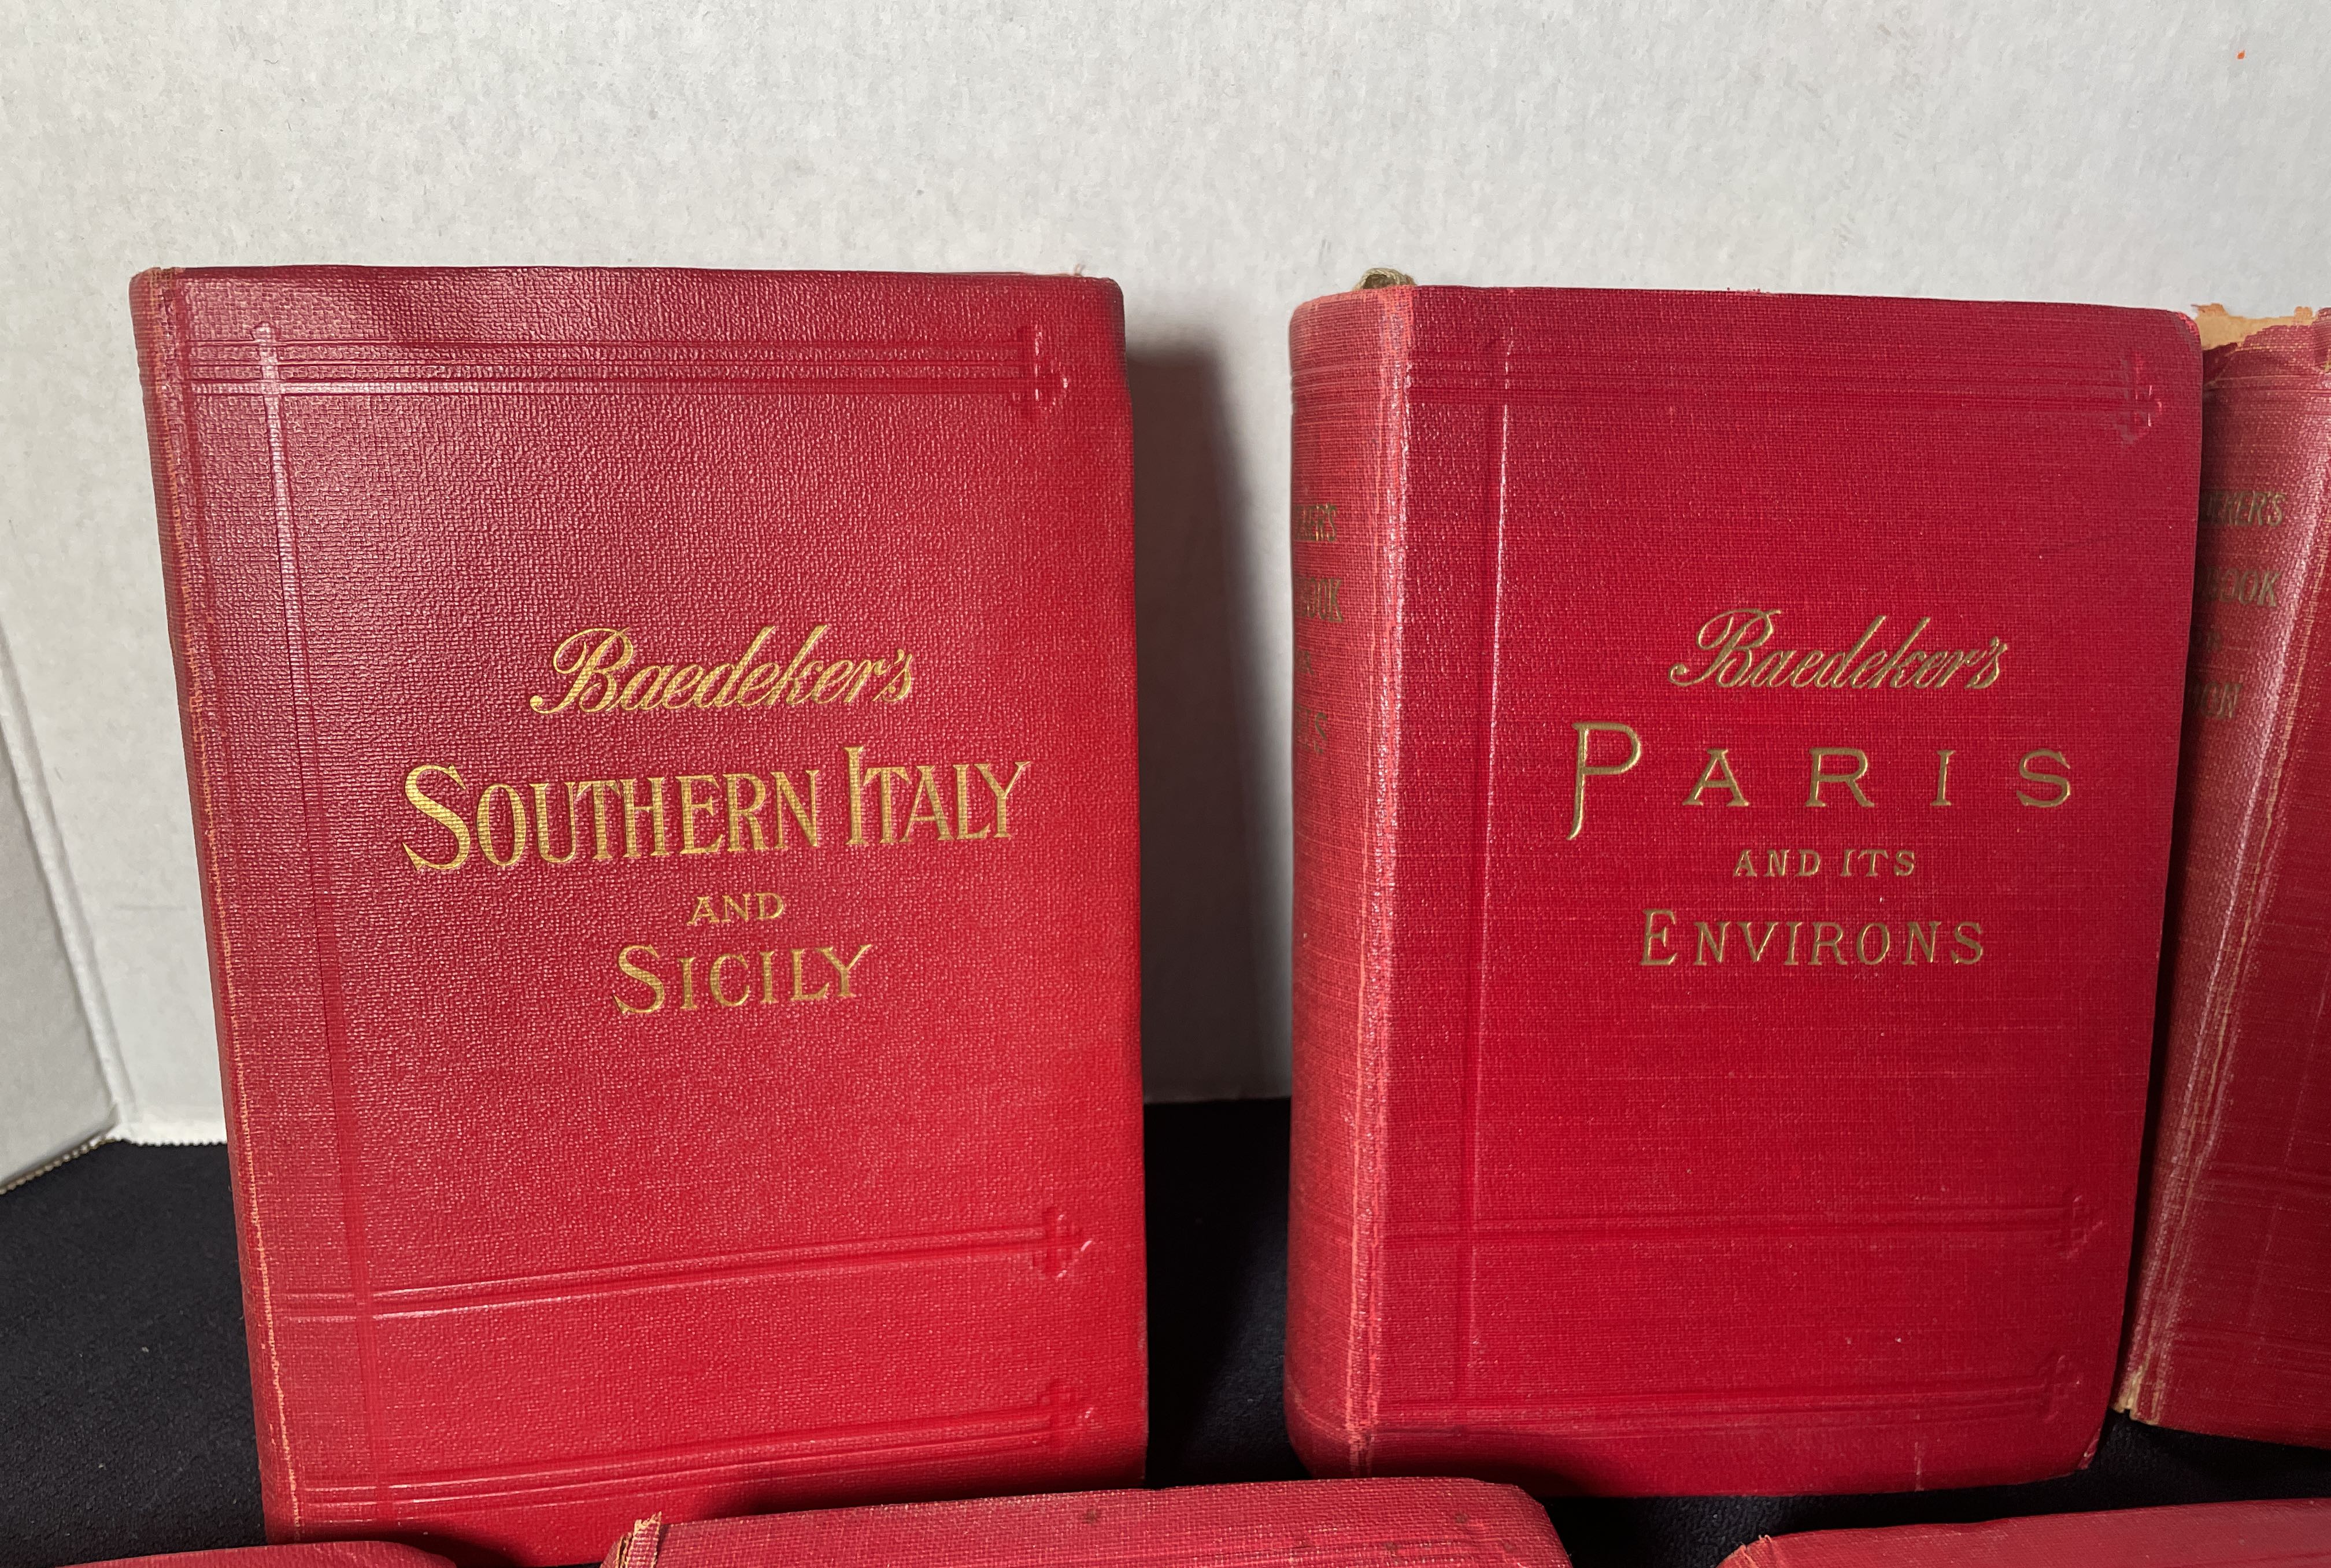 Baedeker's
SOUTHERN ITALY
AND
SICILY
Baedeker's
PARIS
AND ITS
ENVIRONS